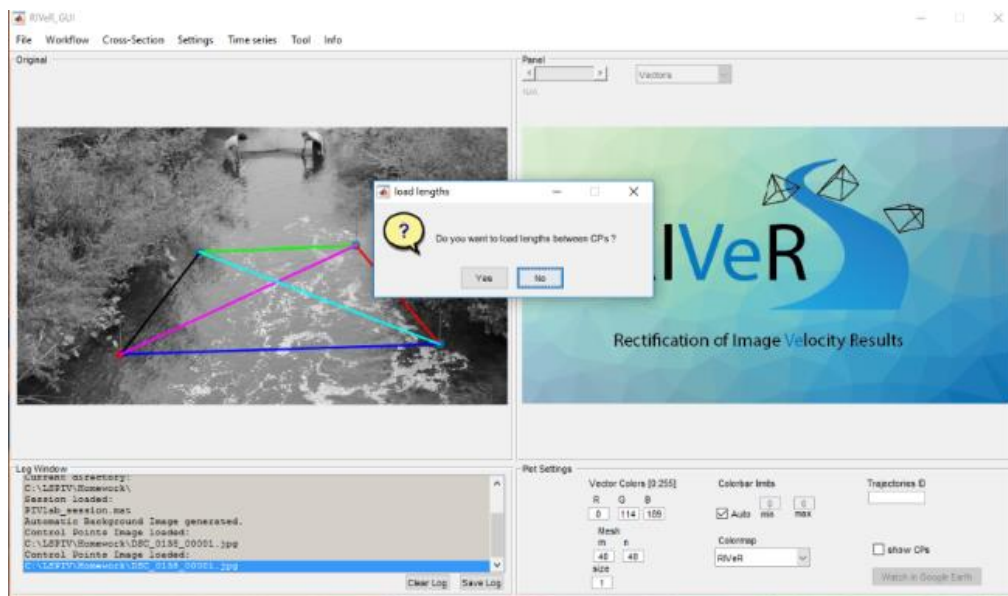 RIVeR_GUI
File Workflow Cross-Section Settings Time series Tool Info
Original
Panel
Vectors
N/A
load lengths
Do you want to load lengths between CP's ?
Yes No
RIVeR
Rectification of Image Velocity Results
Log Window
Current directory:
C:\LSPIV\Homework\
Session loaded:
PIVlab_session.mat
Automatic Background Image generated.
Control Points Image loaded:
C:\LSPIV\Homework\DSC_0138_00001.jpg
Control Points Image loaded:
C:\LSPIV\Homework\DSC_0138_00001.jpg
Clear Log Save Log
Plot Settings
Vector Colors [0:255]
R G B
0 114 189
Mesh
m n
40 40
size
1
Colorbar limits
0 0
Auto min max
Colormap
RIVeR
Trajectories ID
show CPs
Watch in Google Earth